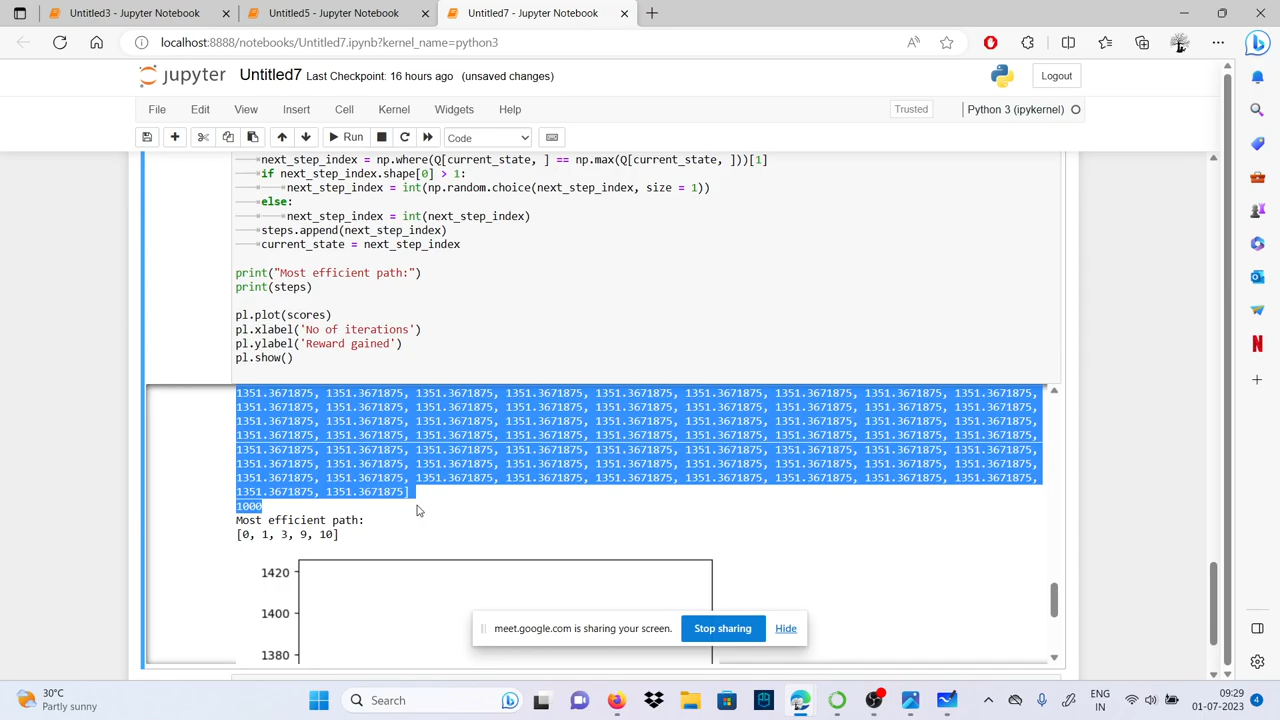 Untitled3 - Jupyter Notebook
Untitled5 - Jupyter Notebook
Untitled7 - Jupyter Notebook
localhost:8888/notebooks/Untitled7.ipynb?kernel_name=python3
jupyter Untitled7 Last Checkpoint: 16 hours ago (unsaved changes)
Logout
File Edit View Insert Cell Kernel Widgets Help
Trusted
Python 3 (ipykernel)
Run
Code
next_step_index = np.where(Q[current_state, ] == np.max(Q[current_state, ]))[1]
if next_step_index.shape[0] > 1:
next_step_index = int(np.random.choice(next_step_index, size = 1))
else:
next_step_index = int(next_step_index)
steps.append(next_step_index)
current_state = next_step_index
print("Most efficient path:")
print(steps)
pl.plot(scores)
pl.xlabel('No of iterations')
pl.ylabel('Reward gained')
pl.show()
1351.3671875, 1351.3671875, 1351.3671875, 1351.3671875, 1351.3671875, 1351.3671875, 1351.3671875, 1351.3671875, 1351.3671875,
1351.3671875, 1351.3671875, 1351.3671875, 1351.3671875, 1351.3671875, 1351.3671875, 1351.3671875, 1351.3671875, 1351.3671875,
1351.3671875, 1351.3671875, 1351.3671875, 1351.3671875, 1351.3671875, 1351.3671875, 1351.3671875, 1351.3671875, 1351.3671875,
1351.3671875, 1351.3671875, 1351.3671875, 1351.3671875, 1351.3671875, 1351.3671875, 1351.3671875, 1351.3671875, 1351.3671875,
1351.3671875, 1351.3671875, 1351.3671875, 1351.3671875, 1351.3671875, 1351.3671875, 1351.3671875, 1351.3671875, 1351.3671875,
1351.3671875, 1351.3671875, 1351.3671875, 1351.3671875, 1351.3671875, 1351.3671875, 1351.3671875, 1351.3671875, 1351.3671875,
1351.3671875, 1351.3671875, 1351.3671875, 1351.3671875, 1351.3671875, 1351.3671875, 1351.3671875, 1351.3671875, 1351.3671875,
1351.3671875, 1351.3671875]
1000
Most efficient path:
[0, 1, 3, 9, 10]
1420
1400
1380
meet.google.com is sharing your screen.
Stop sharing
Hide
30°C
Partly sunny
Search
ENG
IN
09:29
01-07-2023
4